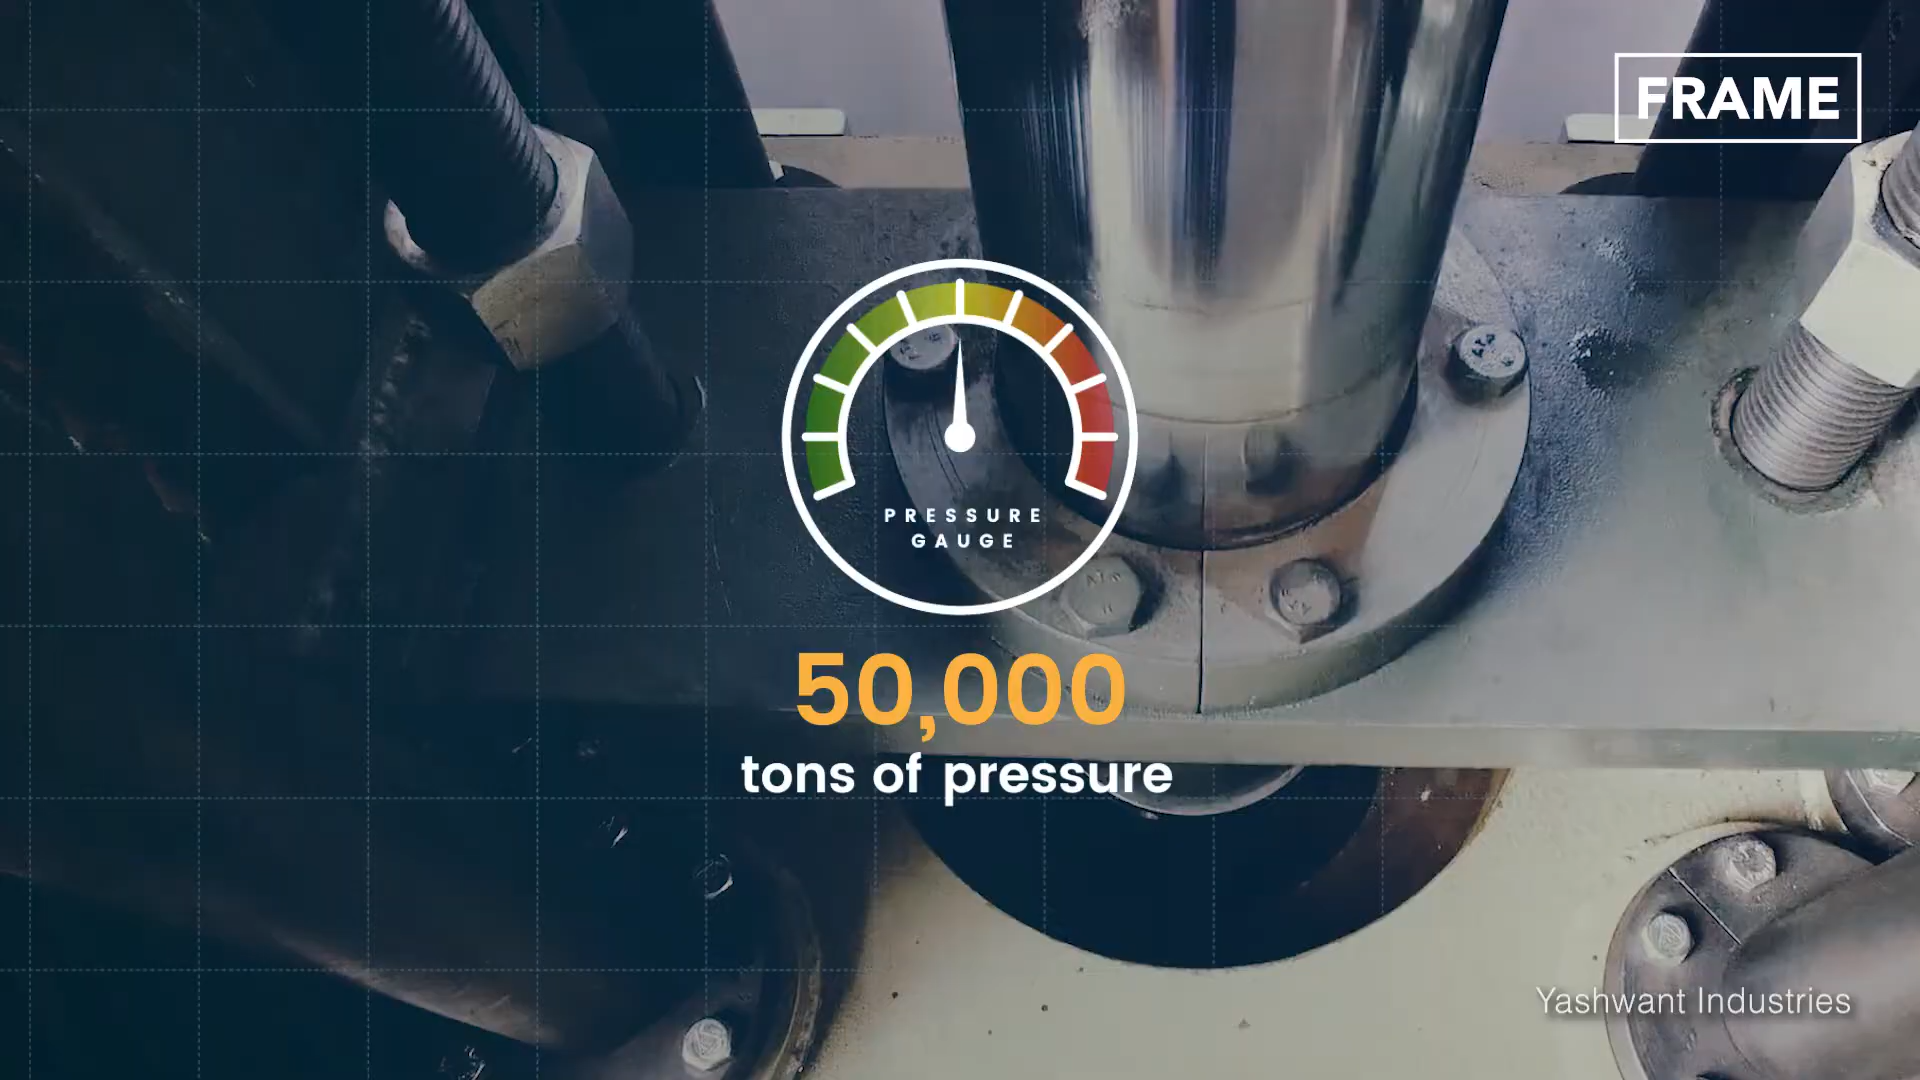 FRAME
PRESSURE
GAUGE
50,000
tons of pressure
Yashwant Industries